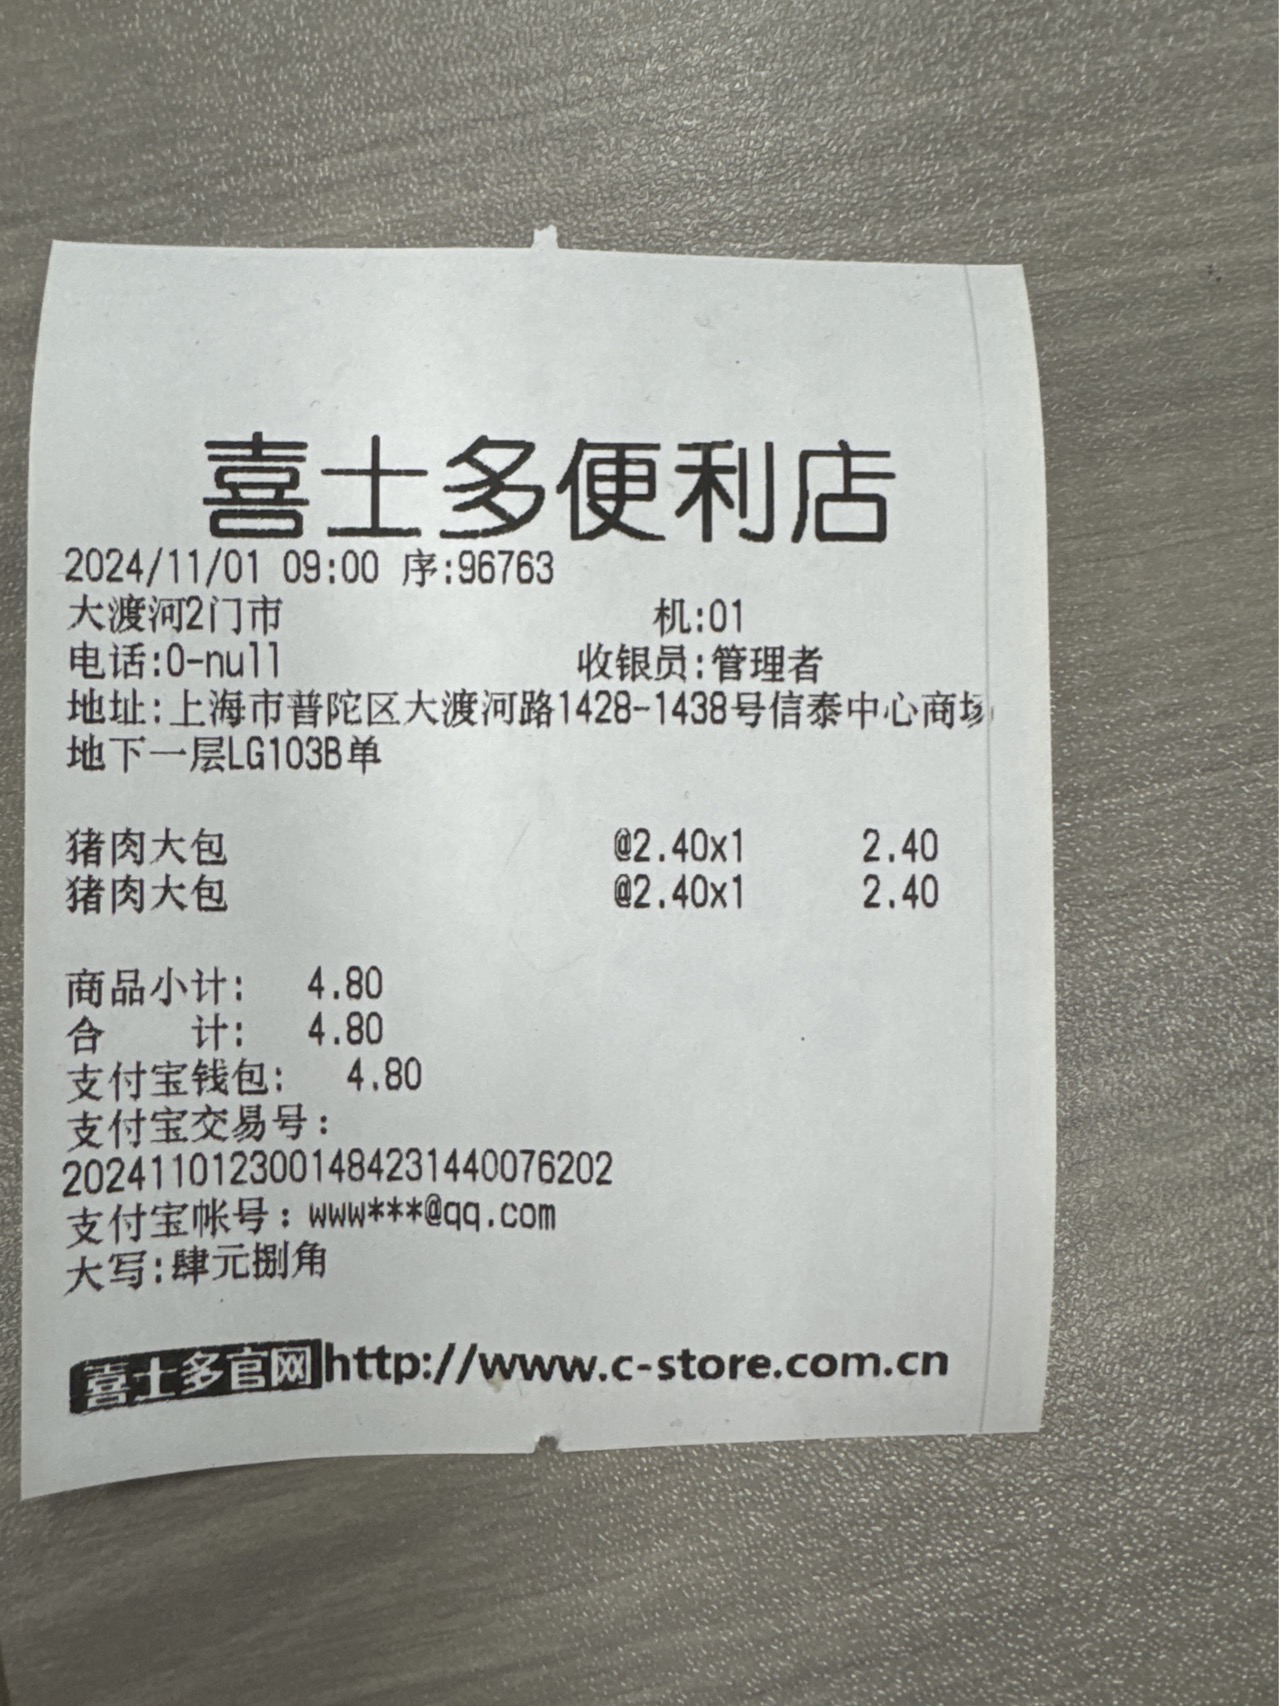 喜士多便利店
2024/11/01 09:00 序:96763
大渡河2门市 机:01
电话:0-null 收银员:管理者
地址:上海市普陀区大渡河路1428-1438号信泰中心商场
地下一层LG103B单
猪肉大包 @2.40x1 2.40
猪肉大包 @2.40x1 2.40
商品小计: 4.80
合 计: 4.80
支付宝钱包: 4.80
支付宝交易号:
2024110123001484231440076202
支付宝帐号:www***@qq.com
大写:肆元捌角
喜士多官网http://www.c-store.com.cn